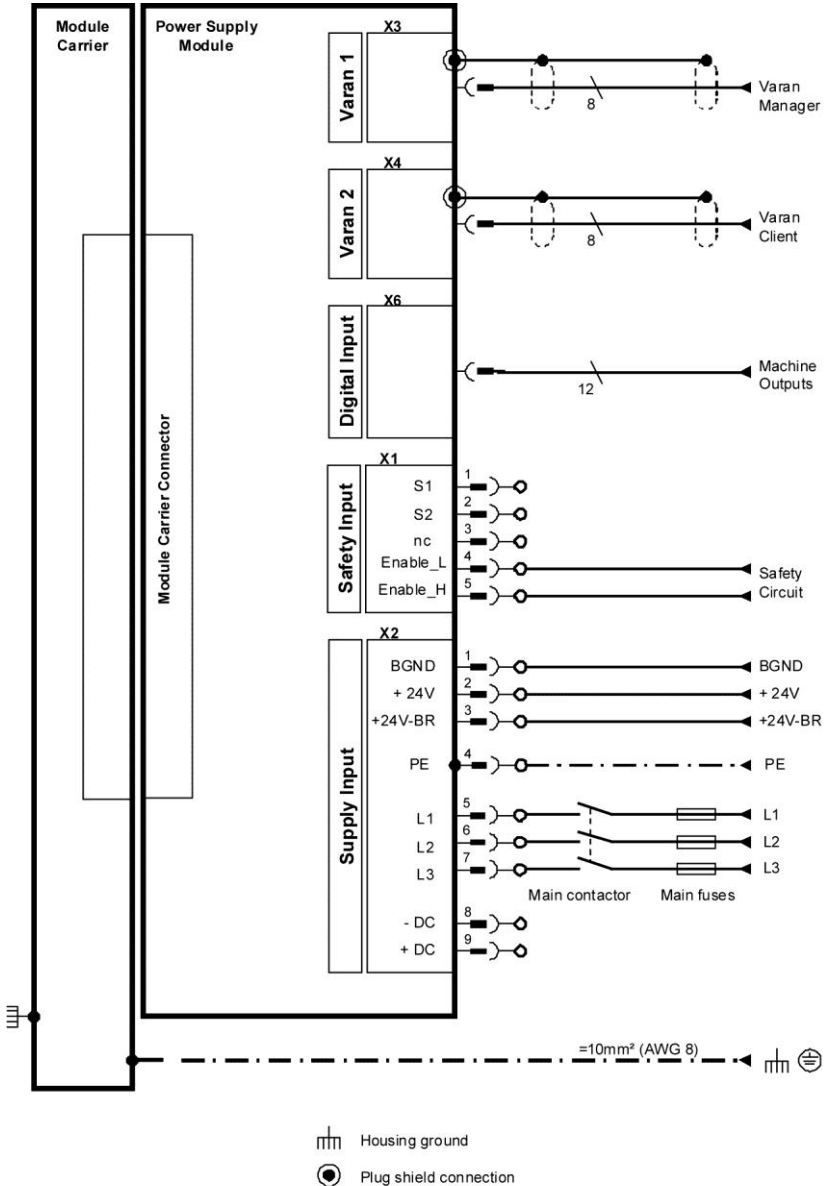 Module
Carrier
Power Supply
Module
X3
Varan 1
8
Varan
Manager
X4
Varan 2
8
Varan
Client
X6
Digital Input
12
Machine
Outputs
Module Carrier Connector
X1
Safety Input
S1
1
S2
2
nc
3
Enable_L
4
Enable_H
5
Safety
Circuit
X2
Supply Input
BGND
1
BGND
+ 24V
2
+ 24V
+24V-BR
3
+24V-BR
PE
4
PE
L1
5
L1
L2
6
L2
L3
7
L3
Main contactor
Main fuses
- DC
8
+ DC
9
=10mm² (AWG 8)
Housing ground
Plug shield connection